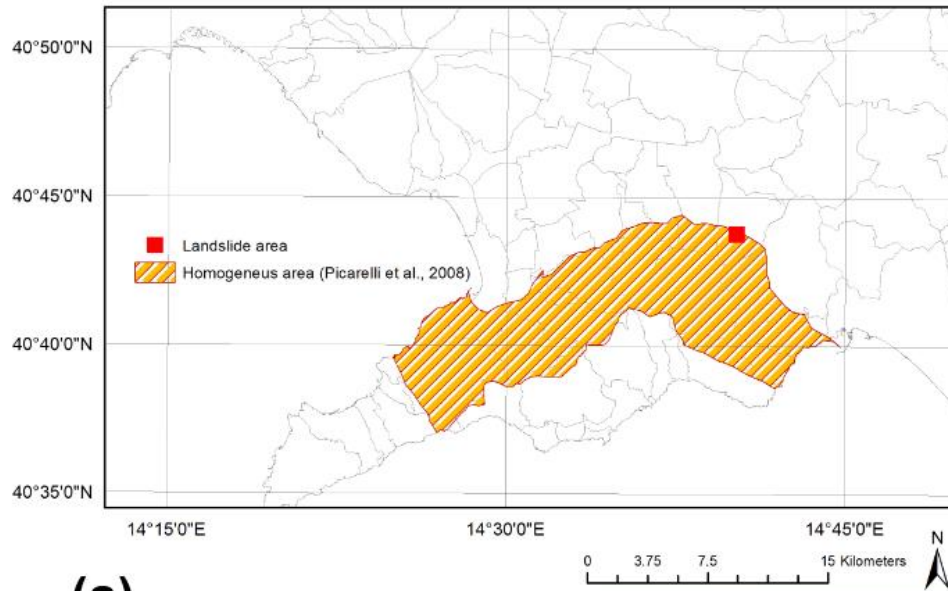 40°50'0"N
40°45'0"N
Landslide area
Homogeneus area (Picarelli et al., 2008)
40°40'0"N
40°35'0"N
14°15'0"E 14°30'0"E 14°45'0"E
N
0 3.75 7.5 15 Kilometers